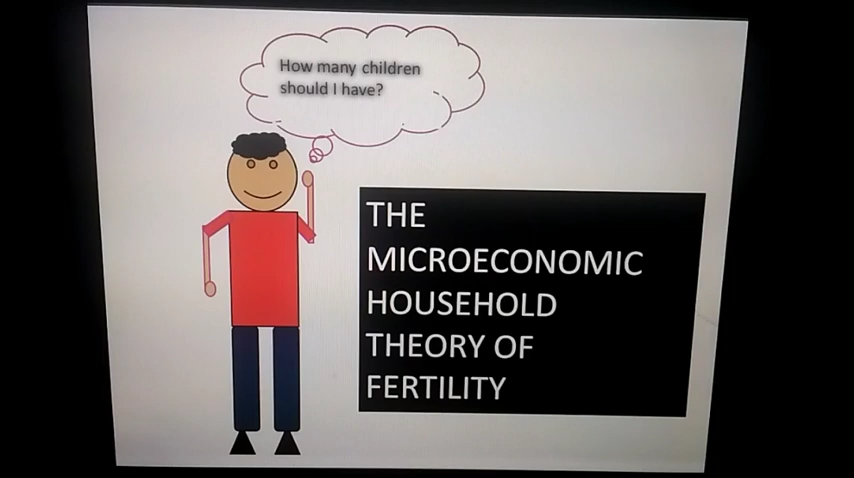 How many children
should I have?
THE
MICROECONOMIC
HOUSEHOLD
THEORY OF
FERTILITY